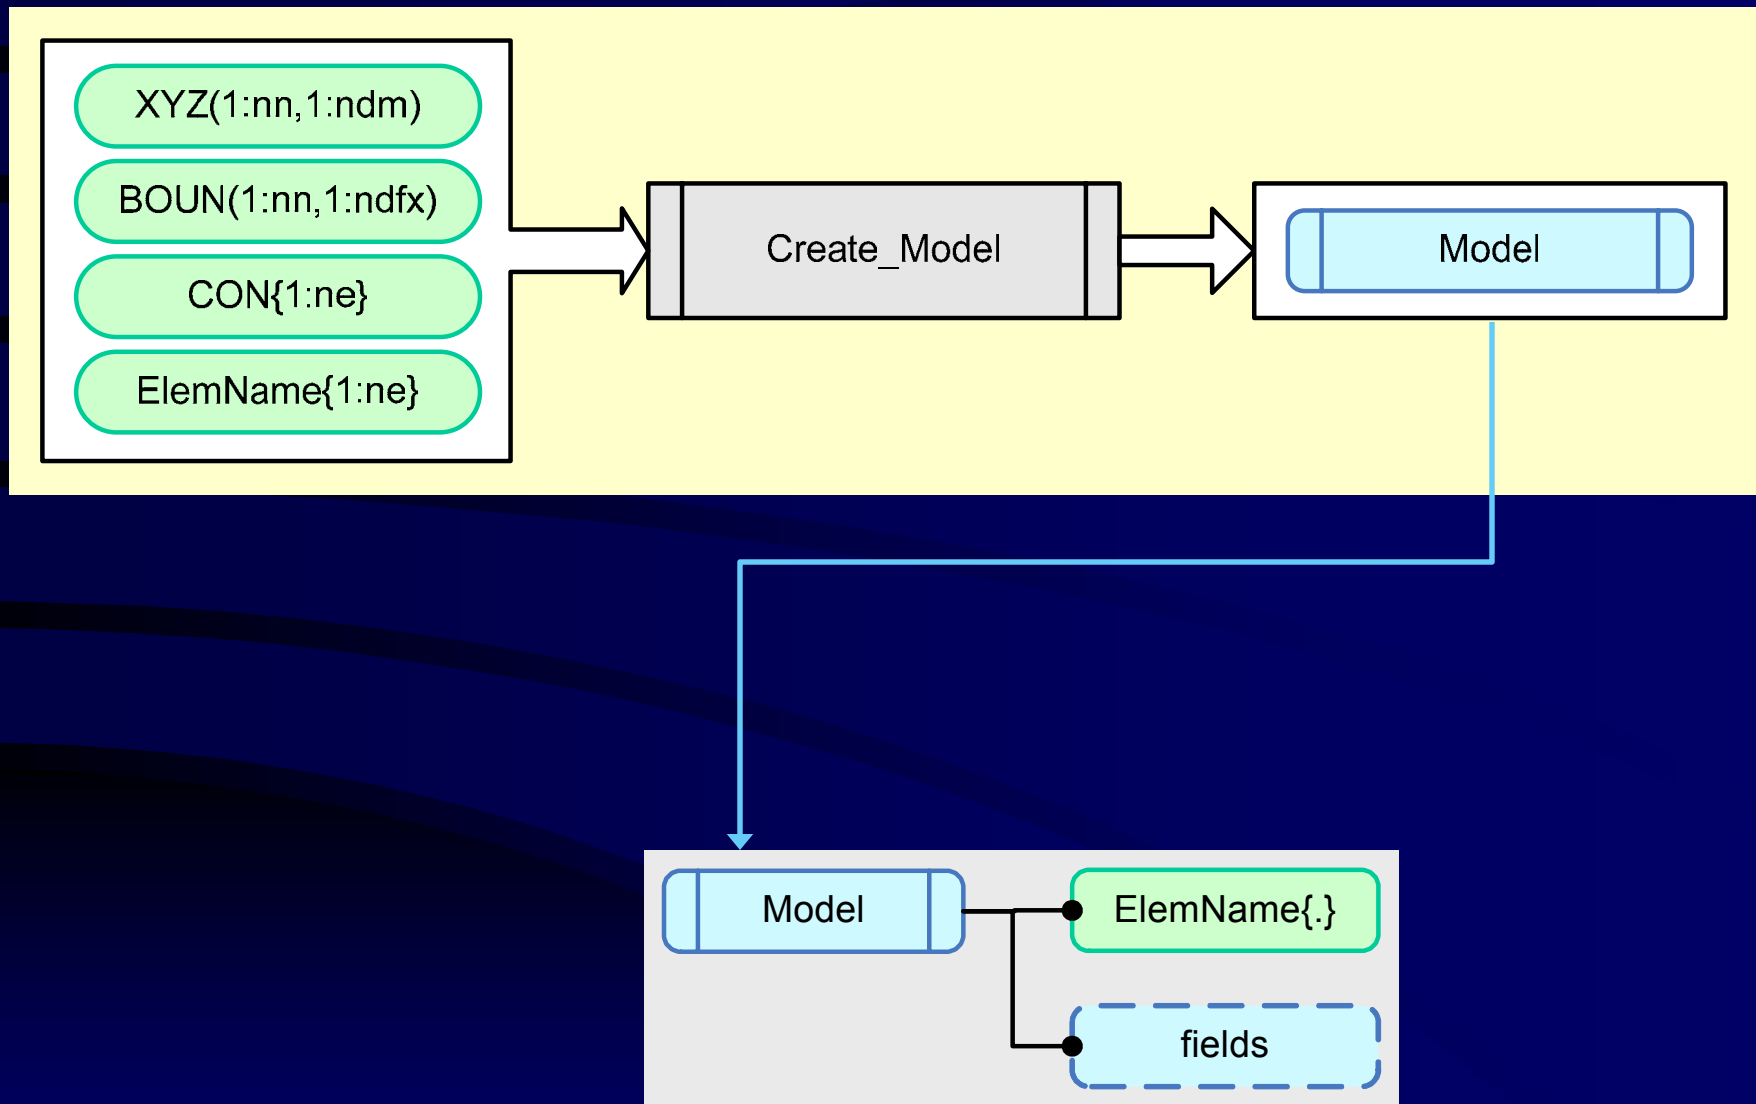 XYZ(1:nn,1:ndm)
BOUN(1:nn,1:ndfx)
CON{1:ne}
ElemName{1:ne}
Create_Model
Model
Model
ElemName{.}
fields